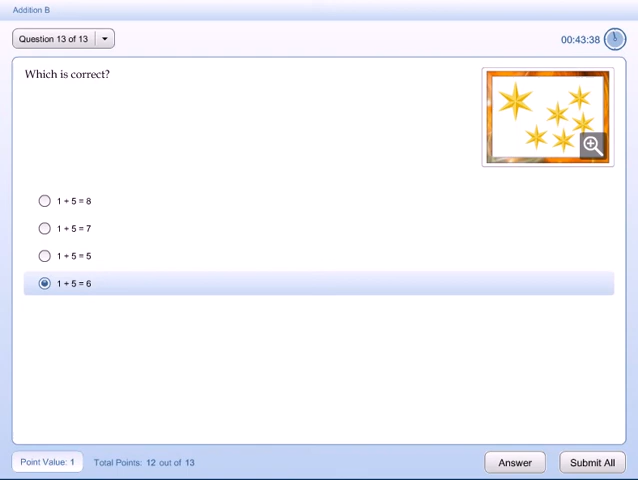 Addition B
Question 13 of 13
00:43:38
Which is correct?
1 + 5 = 8
1 + 5 = 7
1 + 5 = 5
1 + 5 = 6
Point Value: 1
Total Points: 12 out of 13
Answer
Submit All